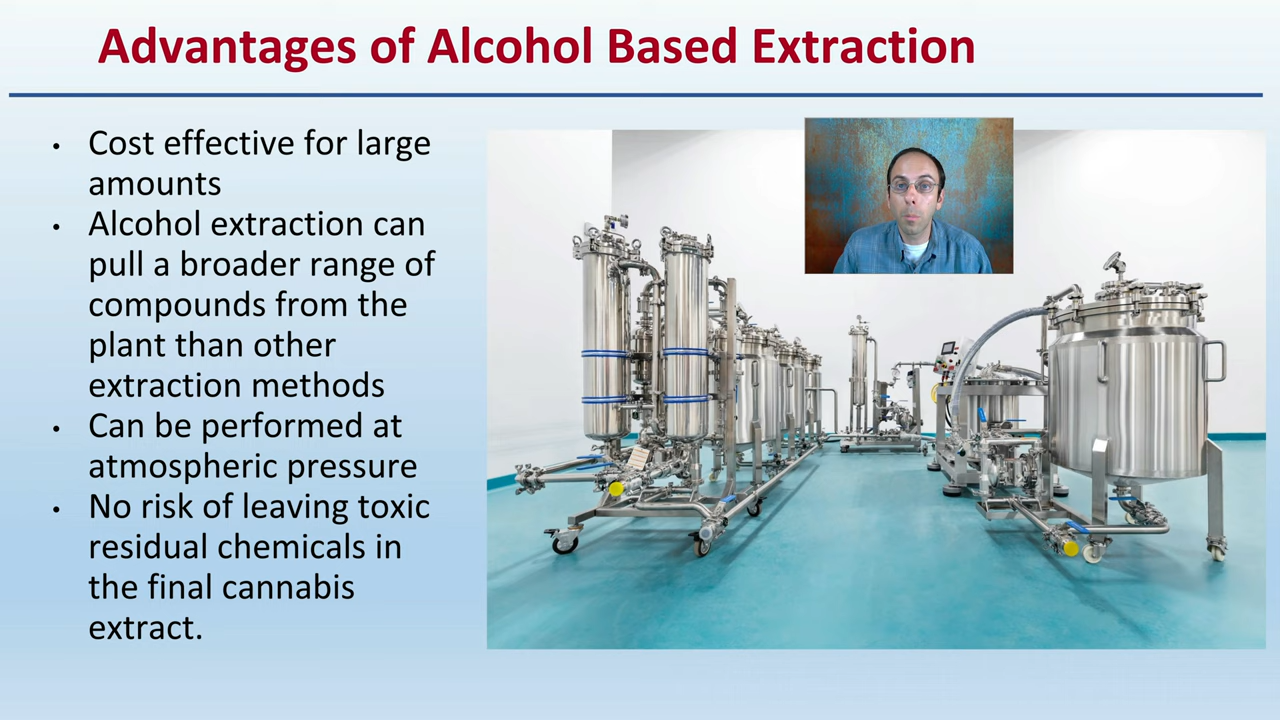 Advantages of Alcohol Based Extraction
• Cost effective for large
amounts
• Alcohol extraction can
pull a broader range of
compounds from the
plant than other
extraction methods
• Can be performed at
atmospheric pressure
• No risk of leaving toxic
residual chemicals in
the final cannabis
extract.